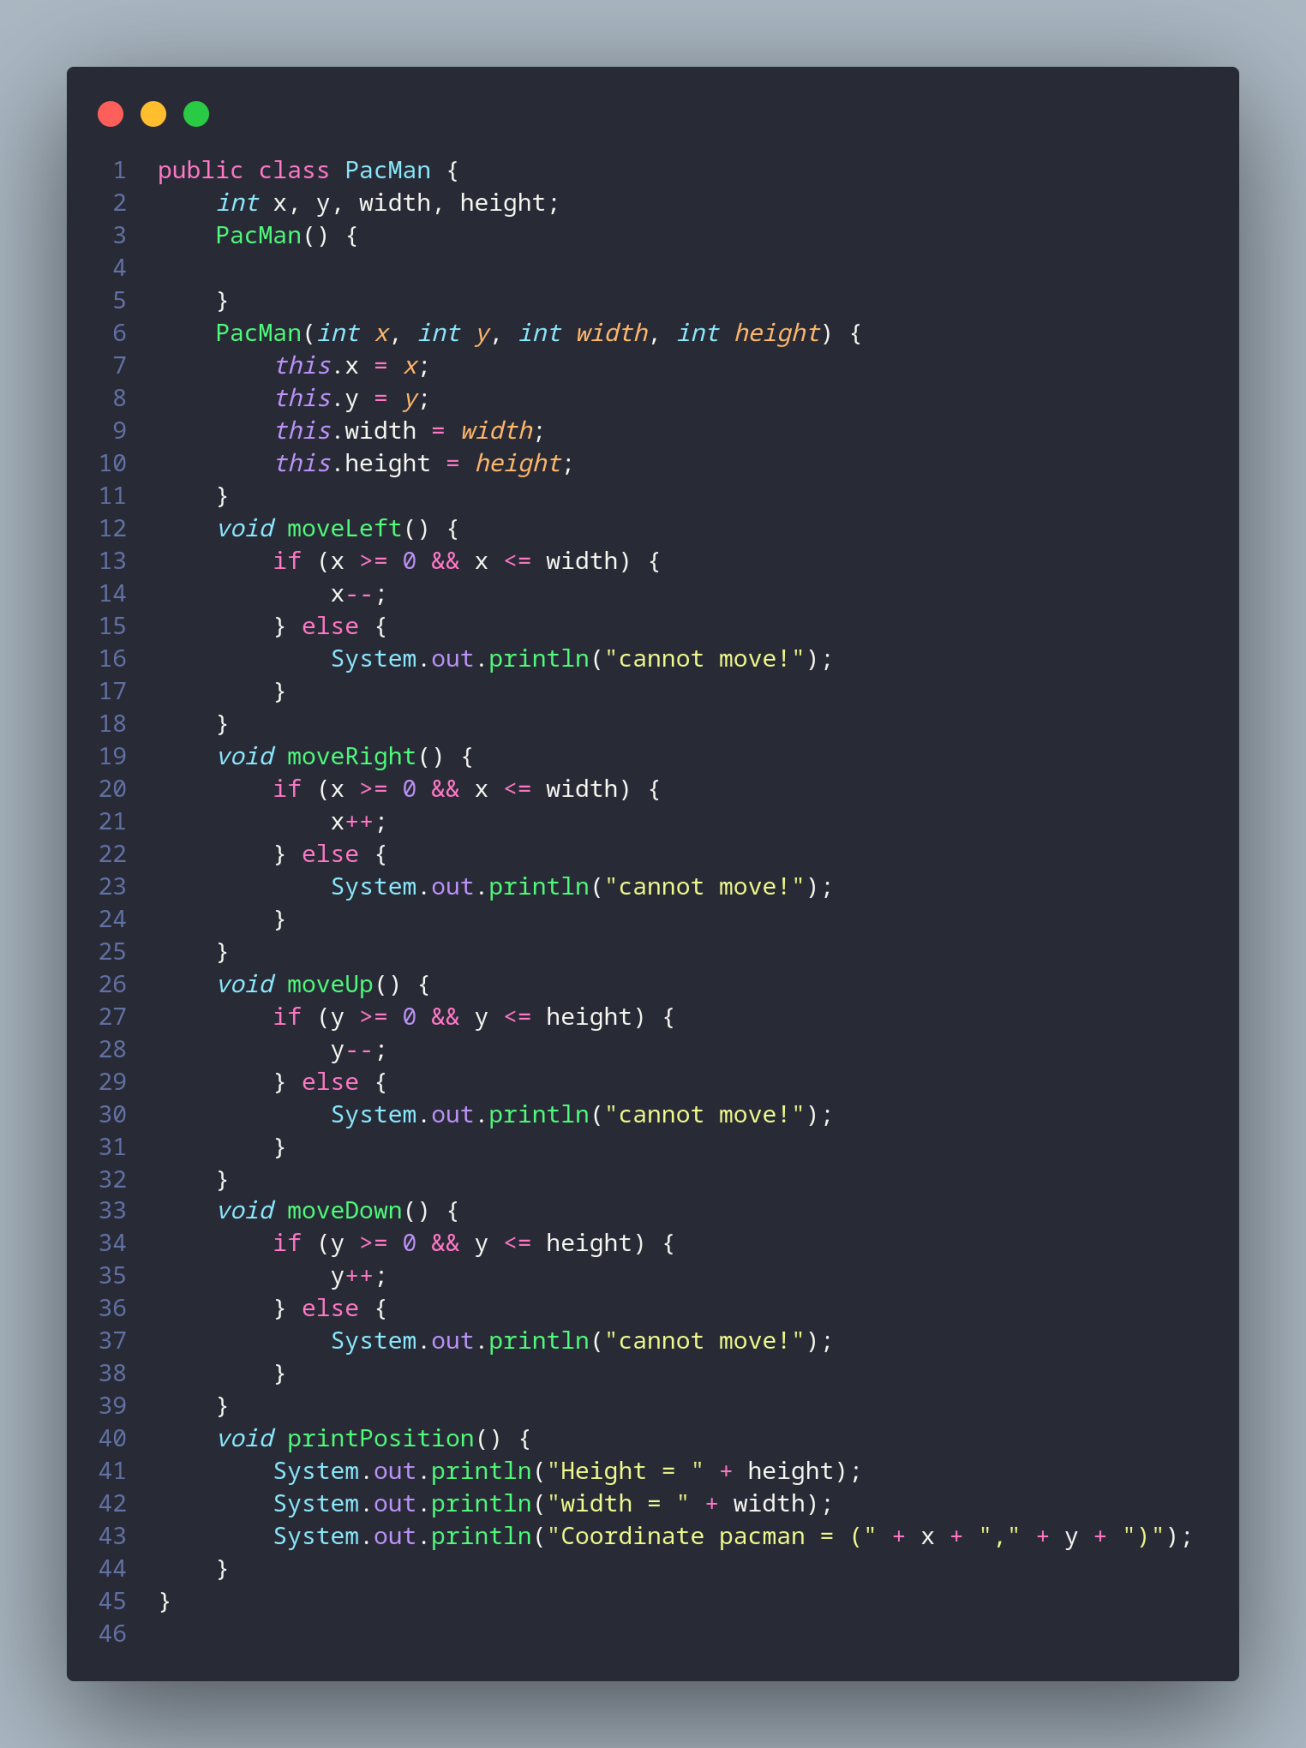 1 public class PacMan {
2     int x, y, width, height;
3     PacMan() {
4
5     }
6     PacMan(int x, int y, int width, int height) {
7         this.x = x;
8         this.y = y;
9         this.width = width;
10         this.height = height;
11     }
12     void moveLeft() {
13         if (x >= 0 && x <= width) {
14             x--;
15         } else {
16             System.out.println("cannot move!");
17         }
18     }
19     void moveRight() {
20         if (x >= 0 && x <= width) {
21             x++;
22         } else {
23             System.out.println("cannot move!");
24         }
25     }
26     void moveUp() {
27         if (y >= 0 && y <= height) {
28             y--;
29         } else {
30             System.out.println("cannot move!");
31         }
32     }
33     void moveDown() {
34         if (y >= 0 && y <= height) {
35             y++;
36         } else {
37             System.out.println("cannot move!");
38         }
39     }
40     void printPosition() {
41         System.out.println("Height = " + height);
42         System.out.println("width = " + width);
43         System.out.println("Coordinate pacman = (" + x + "," + y + ")");
44     }
45 }
46